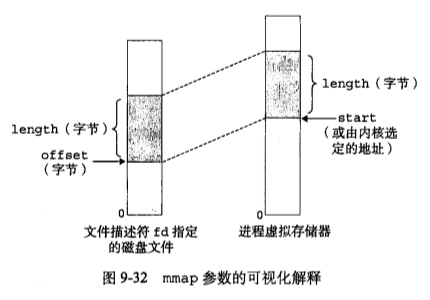 length（字节）
length（字节）
start
（或由内核选
定的地址）
offset
（字节）
0
0
文件描述符 fd 指定
的磁盘文件
进程虚拟存储器
图 9-32 mmap 参数的可视化解释